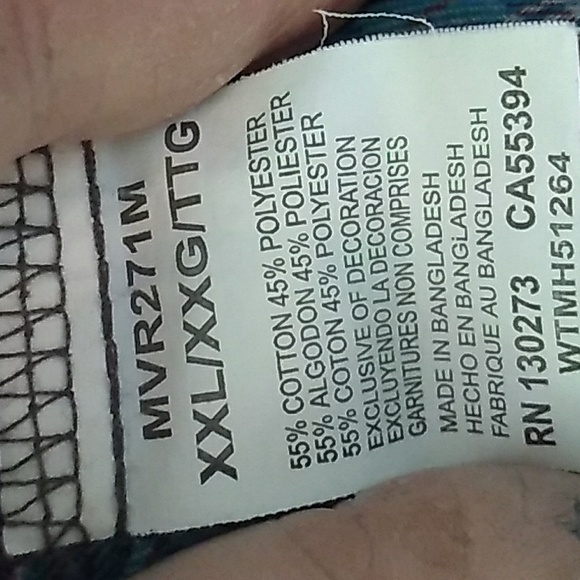 MVR271M
XXL/XXG/TTG
55% COTTON 45% POLYESTER
55% ALGODON 45% POLIESTER
55% COTON 45% POLYESTER
EXCLUSIVE OF DECORATION
EXCLUYENDO LA DECORACION
GARNITURES NON COMPRISES
MADE IN BANGLADESH
HECHO EN BANGLADESH
FABRIQUE AU BANGLADESH
RN 130273 CA55394
WTMH51264